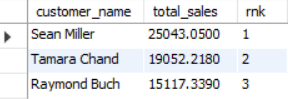 customer_name total_sales rnk
Sean Miller 25043.0500 1
Tamara Chand 19052.2180 2
Raymond Buch 15117.3390 3